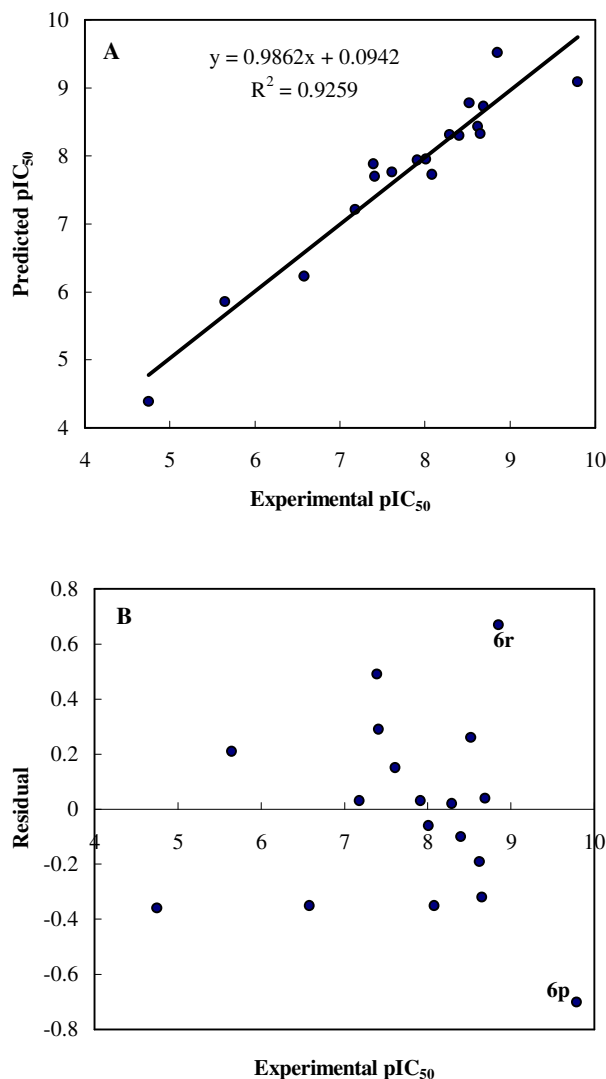 A
y = 0.9862x + 0.0942
R² = 0.9259
10
9
8
7
6
5
4
Predicted pIC₅₀
4 5 6 7 8 9 10
Experimental pIC₅₀
B
0.8
0.6
0.4
0.2
0
-0.2
-0.4
-0.6
-0.8
Residual
4 5 6 7 8 9 10
6r
6p
Experimental pIC₅₀